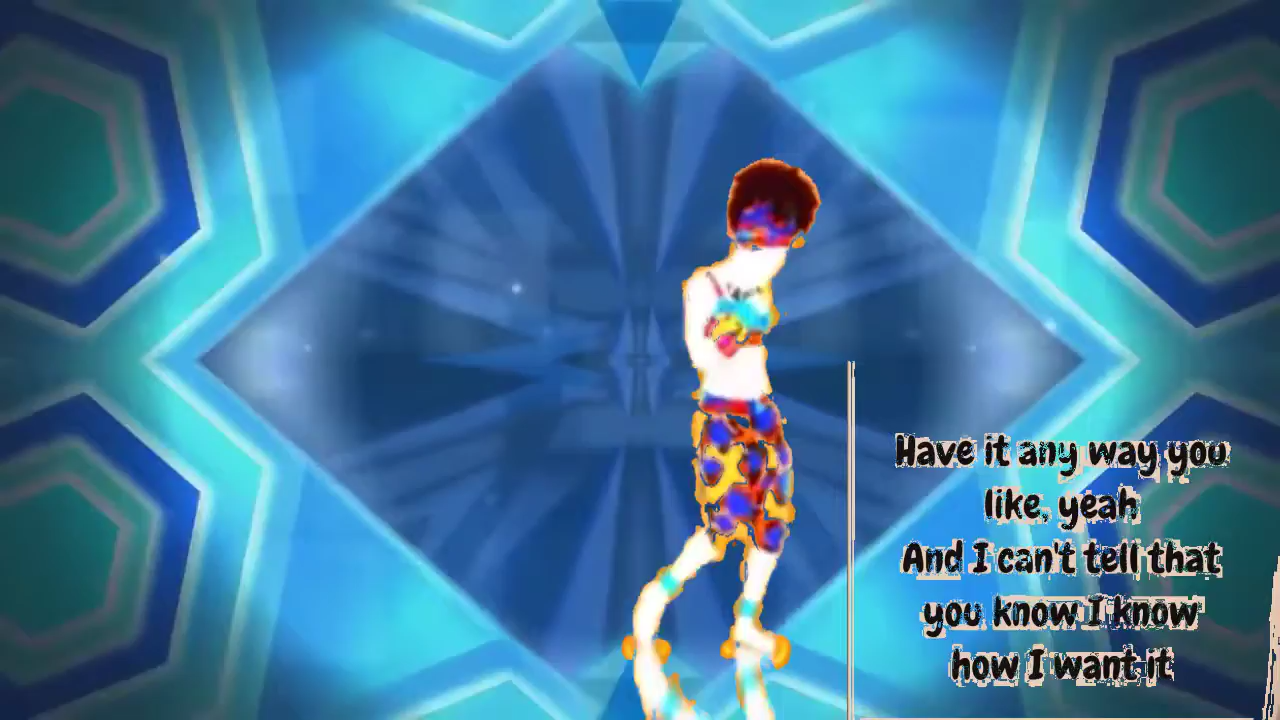 Have it any way you
like, yeah
And I can't tell that
you know I know
how I want it